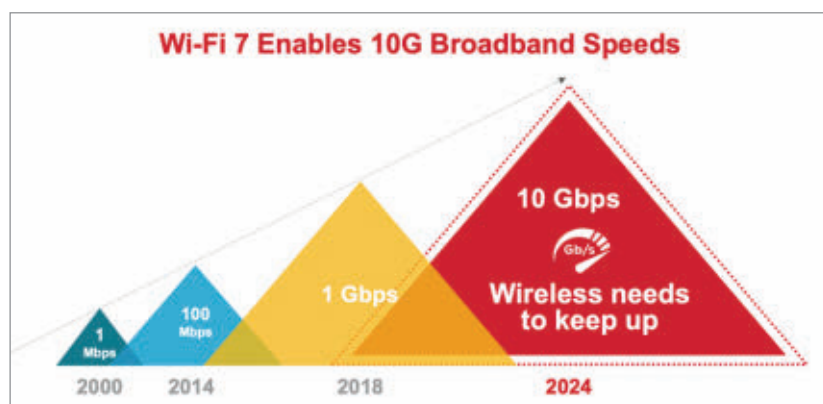 Wi-Fi 7 Enables 10G Broadband Speeds
10 Gbps
Gb/s
Wireless needs
to keep up
1 Gbps
100
Mbps
1
Mbps
2000
2014
2018
2024